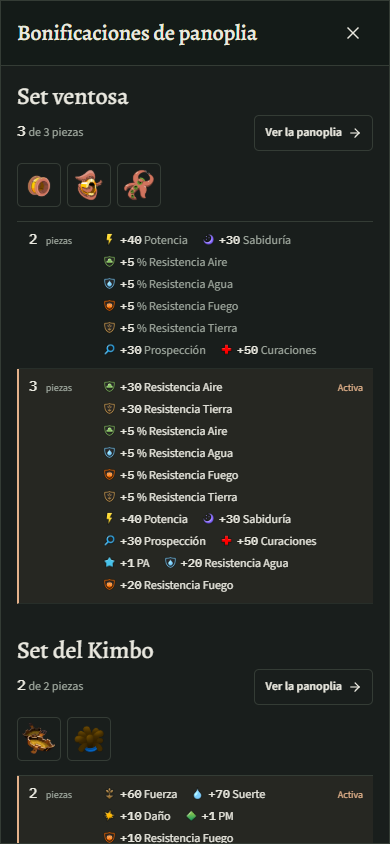 Bonificaciones de panoplia
Set ventosa
3 de 3 piezas
Ver la panoplia →
2 piezas
+40 Potencia +30 Sabiduría
+5 % Resistencia Aire
+5 % Resistencia Agua
+5 % Resistencia Fuego
+5 % Resistencia Tierra
+30 Prospección +50 Curaciones
3 piezas
+30 Resistencia Aire
Activa
+30 Resistencia Tierra
+5 % Resistencia Aire
+5 % Resistencia Agua
+5 % Resistencia Fuego
+5 % Resistencia Tierra
+40 Potencia +30 Sabiduría
+30 Prospección +50 Curaciones
+1 PA +20 Resistencia Agua
+20 Resistencia Fuego
Set del Kimbo
2 de 2 piezas
Ver la panoplia →
2 piezas
+60 Fuerza +70 Suerte
Activa
+10 Daño +1 PM
+10 Resistencia Fuego